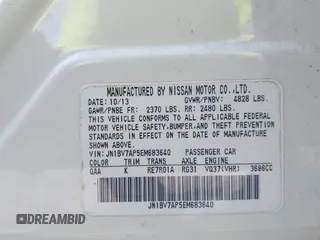 MANUFACTURED BY NISSAN MOTOR CO.,LTD.
DATE: 10/13 GVWR/PNBV: 4828 LBS.
GAWR/PNBE FR: 2370 LBS. RR: 2480 LBS.
THIS VEHICLE CONFORMS TO ALL APPLICABLE
FEDERAL MOTOR VEHICLE
SAFETY,BUMPER,AND THEFT PREVENTION
STANDARDS IN EFFECT ON THE
DATE OF MANUFACTURE SHOWN ABOVE.
VIN:JN1BV7AP5EM683640 PASSENGER CAR
COLOR TRIM TRANS AXLE ENGINE
QAA K RE7R01A RG31 VQ37(VHR) 3696CC
JN1BV7AP5EM683640
DREAMBID